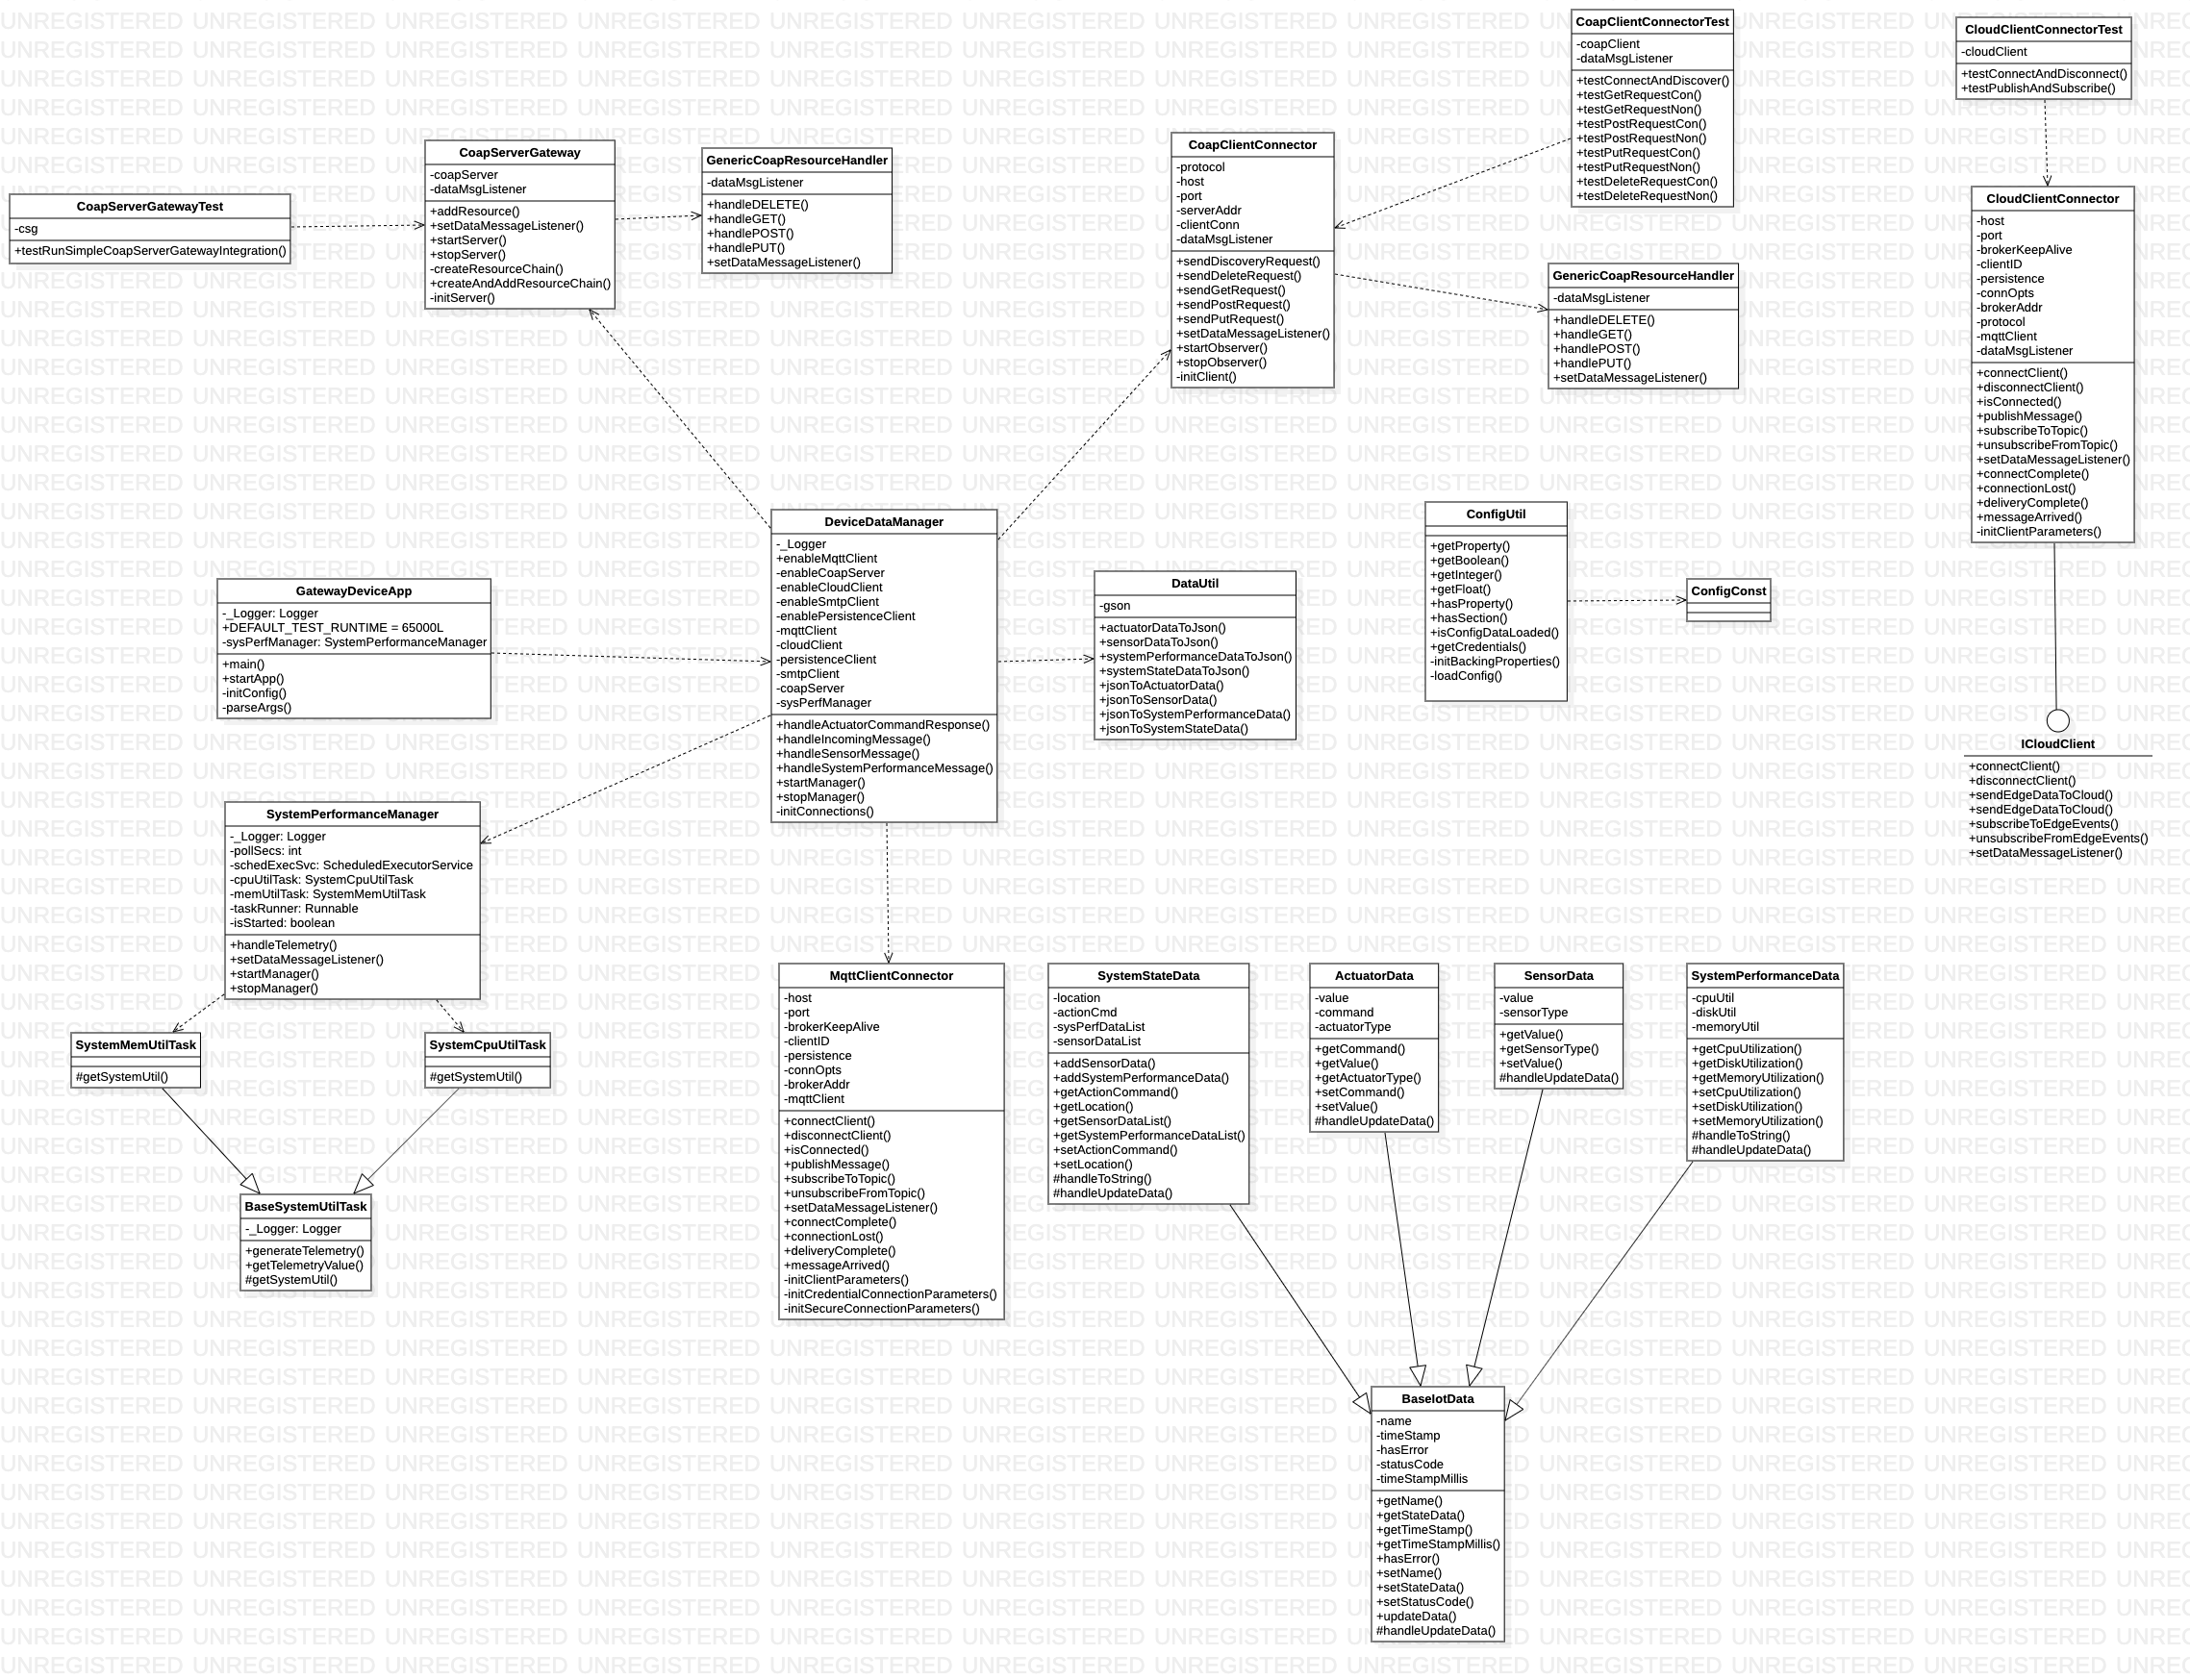 CoapClientConnectorTest
-coapClient
-dataMsgListener
+testConnectAndDiscover()
+testGetRequestCon()
+testGetRequestNon()
+testPostRequestCon()
+testPostRequestNon()
+testPutRequestCon()
+testPutRequestNon()
+testDeleteRequestCon()
+testDeleteRequestNon()
CloudClientConnectorTest
-cloudClient
+testConnectAndDisconnect()
+testPublishAndSubscribe()
CoapServerGatewayTest
-csg
+testRunSimpleCoapServerGatewayIntegration()
CoapServerGateway
-coapServer
-dataMsgListener
+addResource()
+setDataMessageListener()
+startServer()
+stopServer()
-createResourceChain()
+createAndAddResourceChain()
-initServer()
GenericCoapResourceHandler
-dataMsgListener
+handleDELETE()
+handleGET()
+handlePOST()
+handlePUT()
+setDataMessageListener()
CoapClientConnector
-protocol
-host
-port
-serverAddr
-clientConn
-dataMsgListener
+sendDiscoveryRequest()
+sendDeleteRequest()
+sendGetRequest()
+sendPostRequest()
+sendPutRequest()
+setDataMessageListener()
+startObserver()
+stopObserver()
-initClient()
GenericCoapResourceHandler
-dataMsgListener
+handleDELETE()
+handleGET()
+handlePOST()
+handlePUT()
+setDataMessageListener()
CloudClientConnector
-host
-port
-brokerKeepAlive
-clientID
-persistence
-connOpts
-brokerAddr
-protocol
-mqttClient
-dataMsgListener
+connectClient()
+disconnectClient()
+isConnected()
+publishMessage()
+subscribeToTopic()
+unsubscribeFromTopic()
+setDataMessageListener()
+connectComplete()
+connectionLost()
+deliveryComplete()
+messageArrived()
-initClientParameters()
GatewayDeviceApp
-_Logger: Logger
+DEFAULT_TEST_RUNTIME = 65000L
-sysPerfManager: SystemPerformanceManager
+main()
+startApp()
-initConfig()
-parseArgs()
DeviceDataManager
-_Logger
+enableMqttClient
-enableCoapServer
-enableCloudClient
-enableSmtpClient
-enablePersistenceClient
-mqttClient
-cloudClient
-persistenceClient
-smtpClient
-coapServer
-sysPerfManager
+handleActuatorCommandResponse()
+handleIncomingMessage()
+handleSensorMessage()
+handleSystemPerformanceMessage()
+startManager()
+stopManager()
-initConnections()
DataUtil
-gson
+actuatorDataToJson()
+sensorDataToJson()
+systemPerformanceDataToJson()
+systemStateDataToJson()
+jsonToActuatorData()
+jsonToSensorData()
+jsonToSystemPerformanceData()
+jsonToSystemStateData()
ConfigUtil
+getProperty()
+getBoolean()
+getInteger()
+getFloat()
+hasProperty()
+hasSection()
+isConfigDataLoaded()
+getCredentials()
-initBackingProperties()
-loadConfig()
ConfigConst
ICloudClient
+connectClient()
+disconnectClient()
+sendEdgeDataToCloud()
+sendEdgeDataToCloud()
+subscribeToEdgeEvents()
+unsubscribeFromEdgeEvents()
+setDataMessageListener()
SystemPerformanceManager
-_Logger: Logger
-pollSecs: int
-schedExecSvc: ScheduledExecutorService
-cpuUtilTask: SystemCpuUtilTask
-memUtilTask: SystemMemUtilTask
-taskRunner: Runnable
-isStarted: boolean
+handleTelemetry()
+setDataMessageListener()
+startManager()
+stopManager()
SystemMemUtilTask
#getSystemUtil()
SystemCpuUtilTask
#getSystemUtil()
BaseSystemUtilTask
-_Logger: Logger
+generateTelemetry()
+getTelemetryValue()
#getSystemUtil()
MqttClientConnector
-host
-port
-brokerKeepAlive
-clientID
-persistence
-connOpts
-brokerAddr
-mqttClient
+connectClient()
+disconnectClient()
+isConnected()
+publishMessage()
+subscribeToTopic()
+unsubscribeFromTopic()
+setDataMessageListener()
+connectComplete()
+connectionLost()
+deliveryComplete()
+messageArrived()
-initClientParameters()
-initCredentialConnectionParameters()
-initSecureConnectionParameters()
SystemStateData
-location
-actionCmd
-sysPerfDataList
-sensorDataList
+addSensorData()
+addSystemPerformanceData()
+getActionCommand()
+getLocation()
+getSensorDataList()
+getSystemPerformanceDataList()
+setActionCommand()
+setLocation()
#handleToString()
#handleUpdateData()
ActuatorData
-value
-command
-actuatorType
+getCommand()
+getValue()
+getActuatorType()
+setCommand()
+setValue()
#handleUpdateData()
SensorData
-value
-sensorType
+getValue()
+getSensorType()
+setValue()
#handleUpdateData()
SystemPerformanceData
-cpuUtil
-diskUtil
-memoryUtil
+getCpuUtilization()
+getDiskUtilization()
+getMemoryUtilization()
+setCpuUtilization()
+setDiskUtilization()
+setMemoryUtilization()
#handleToString()
#handleUpdateData()
BaseIotData
-name
-timeStamp
-hasError
-statusCode
-timeStampMillis
+getName()
+getStateData()
+getTimeStamp()
+getTimeStampMillis()
+hasError()
+setName()
+setStateData()
+setStatusCode()
+updateData()
#handleUpdateData()